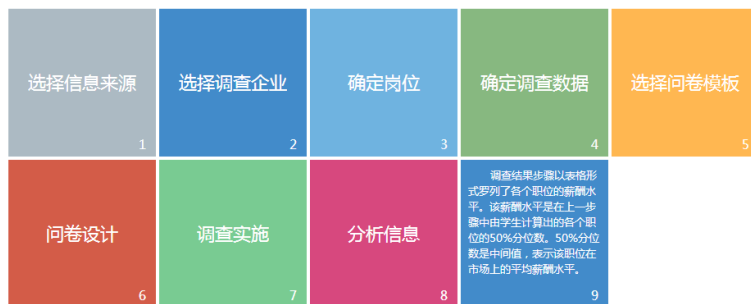 选择信息来源
1
选择调查企业
2
确定岗位
3
确定调查数据
4
选择问卷模板
5
问卷设计
6
调查实施
7
分析信息
8
调查结果步骤以表格形
式罗列了各个职位的薪酬水
平。该薪酬水平是在上一步
骤中由学生计算出的各个职
位的50%分位数。50%分位
数是中间值，表示该职位在
市场上的平均薪酬水平。
9